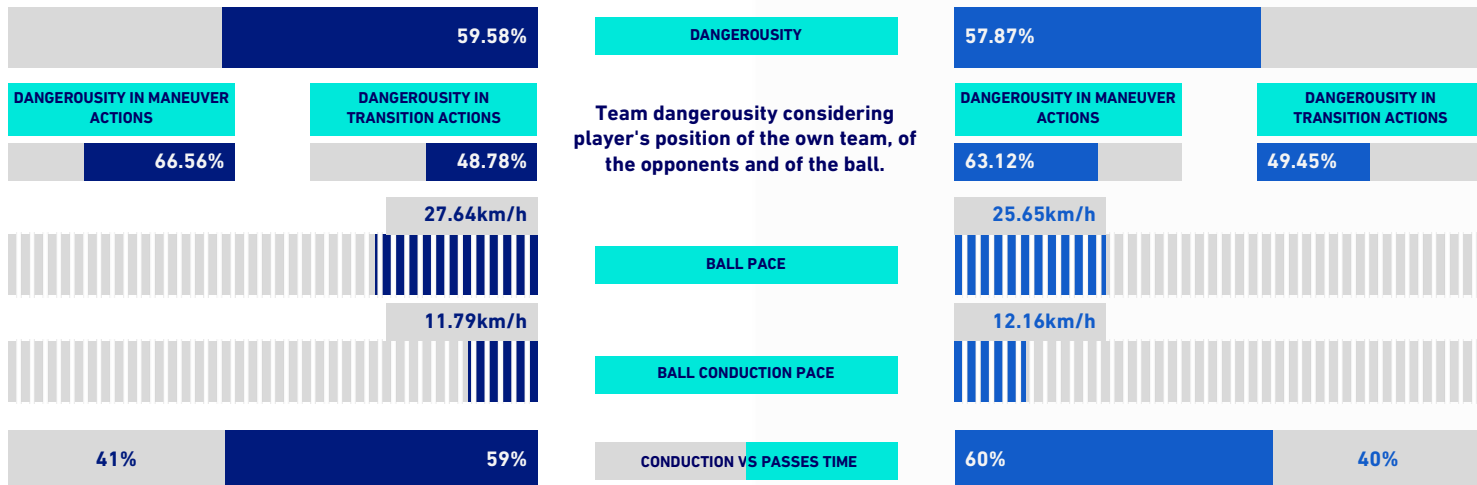 59.58%
DANGEROUSITY
57.87%
DANGEROUSITY IN MANEUVER
ACTIONS
DANGEROUSITY IN
TRANSITION ACTIONS
66.56%
48.78%
Team dangerousity considering
player's position of the own team, of
the opponents and of the ball.
DANGEROUSITY IN MANEUVER
ACTIONS
DANGEROUSITY IN
TRANSITION ACTIONS
63.12%
49.45%
27.64km/h
BALL PACE
25.65km/h
11.79km/h
BALL CONDUCTION PACE
12.16km/h
41%
59%
CONDUCTION VS PASSES TIME
60%
40%